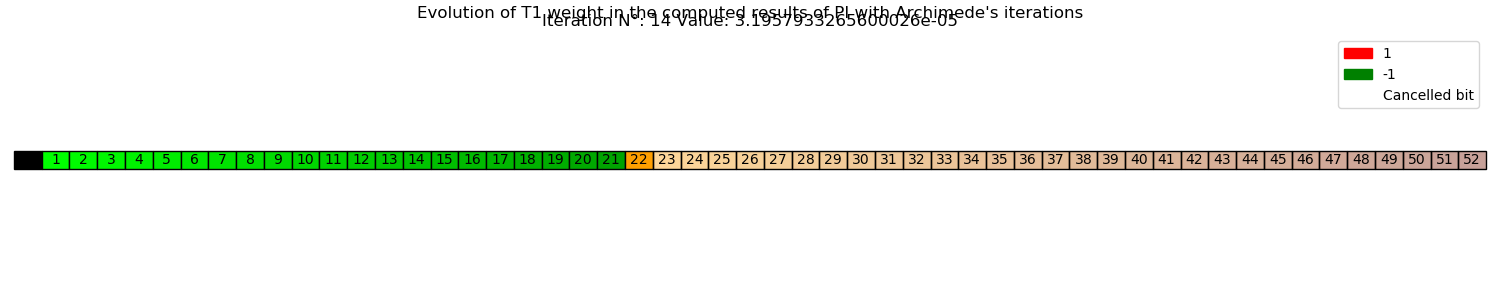 Evolution of T1 weight in the computed results of PI with Archimede's iterations
Iteration N°: 14 Value: 3.1957933265600026e-05
1
-1
Cancelled bit
1 2 3 4 5 6 7 8 9 10 11 12 13 14 15 16 17 18 19 20 21 22 23 24 25 26 27 28 29 30 31 32 33 34 35 36 37 38 39 40 41 42 43 44 45 46 47 48 49 50 51 52